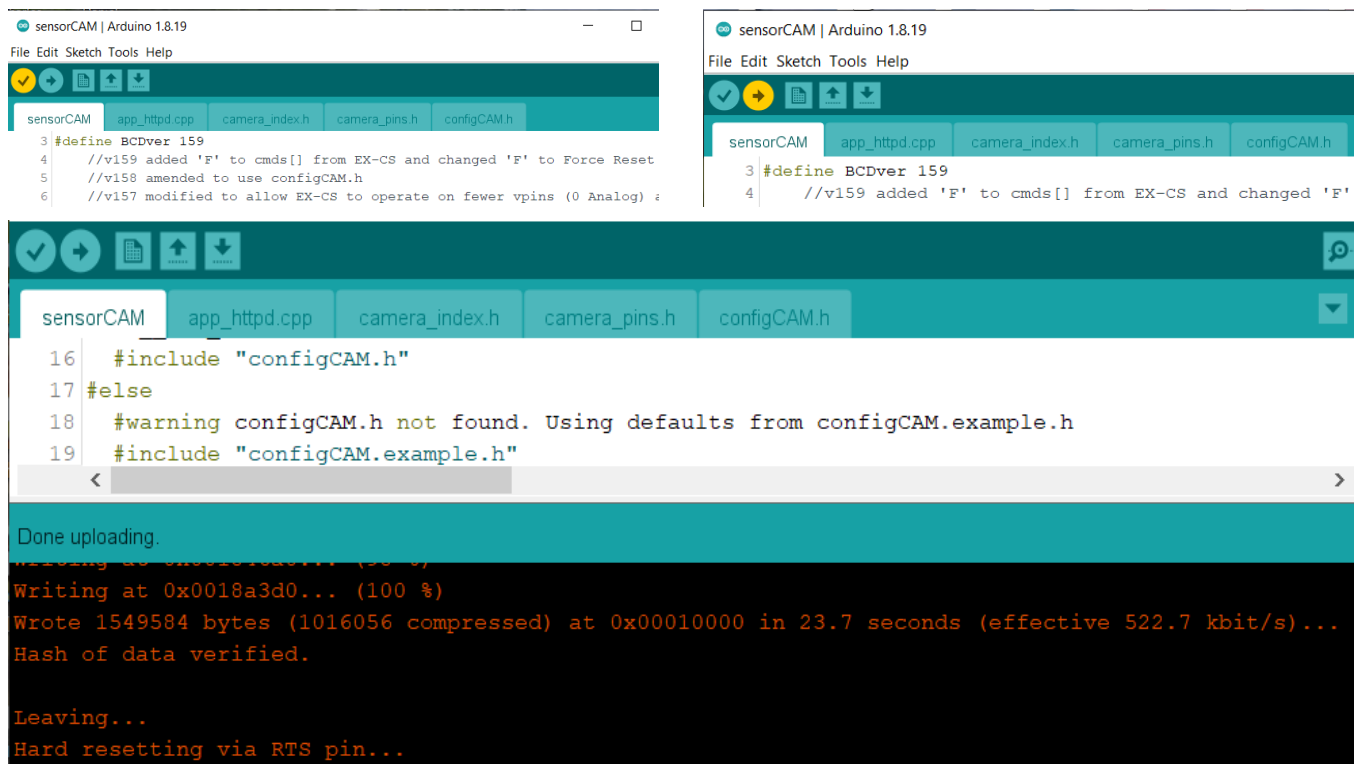 sensorCAM | Arduino 1.8.19
File Edit Sketch Tools Help
sensorCAM app_httpd.cpp camera_index.h camera_pins.h configCAM.h
3 #define BCDver 159
4 //v159 added 'F' to cmds[] from EX-CS and changed 'F' to Force Reset
5 //v158 amended to use configCAM.h
6 //v157 modified to allow EX-CS to operate on fewer vpins (0 Analog)
sensorCAM | Arduino 1.8.19
File Edit Sketch Tools Help
sensorCAM app_httpd.cpp camera_index.h camera_pins.h configCAM.h
3 #define BCDver 159
4 //v159 added 'F' to cmds[] from EX-CS and changed 'F'
sensorCAM app_httpd.cpp camera_index.h camera_pins.h configCAM.h
16 #include "configCAM.h"
17 #else
18 #warning configCAM.h not found. Using defaults from configCAM.example.h
19 #include "configCAM.example.h"
Done uploading.
Writing at 0x0018a3d0... (100 %)
Wrote 1549584 bytes (1016056 compressed) at 0x00010000 in 23.7 seconds (effective 522.7 kbit/s)...
Hash of data verified.
Leaving...
Hard resetting via RTS pin...